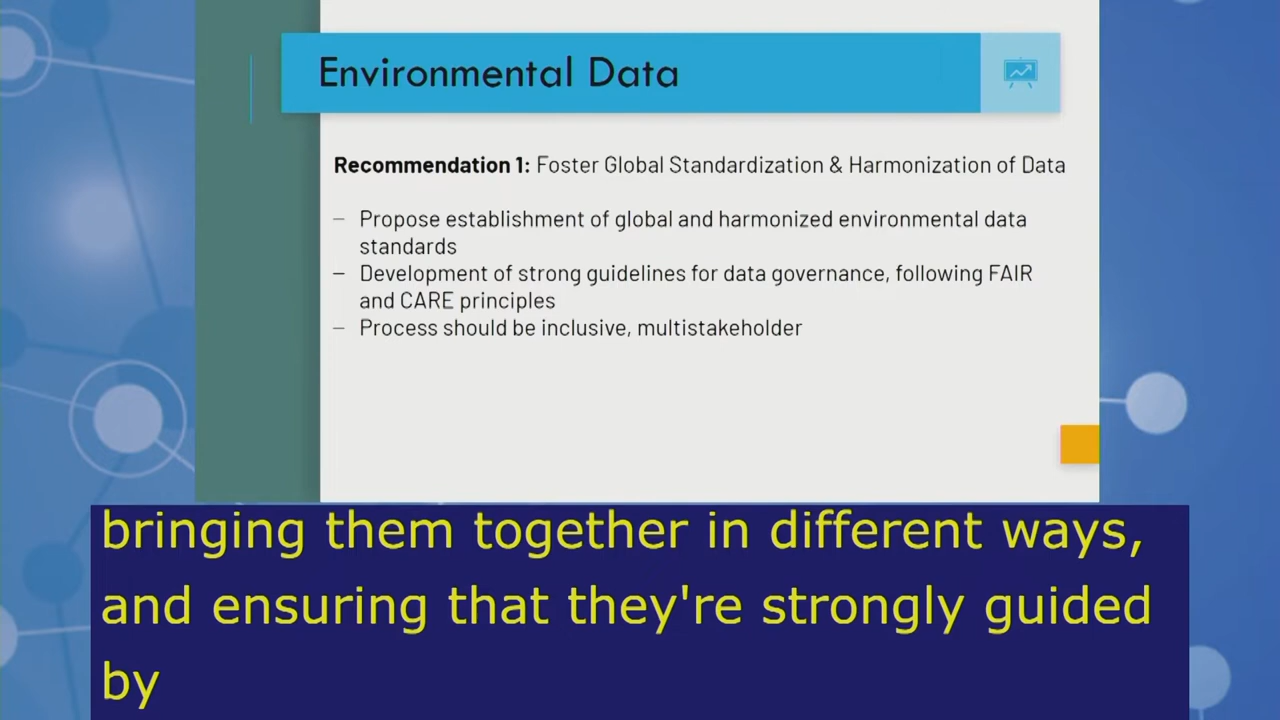 Environmental Data
Recommendation 1: Foster Global Standardization & Harmonization of Data
– Propose establishment of global and harmonized environmental data
standards
– Development of strong guidelines for data governance, following FAIR
and CARE principles
– Process should be inclusive, multistakeholder
bringing them together in different ways,
and ensuring that they're strongly guided
by